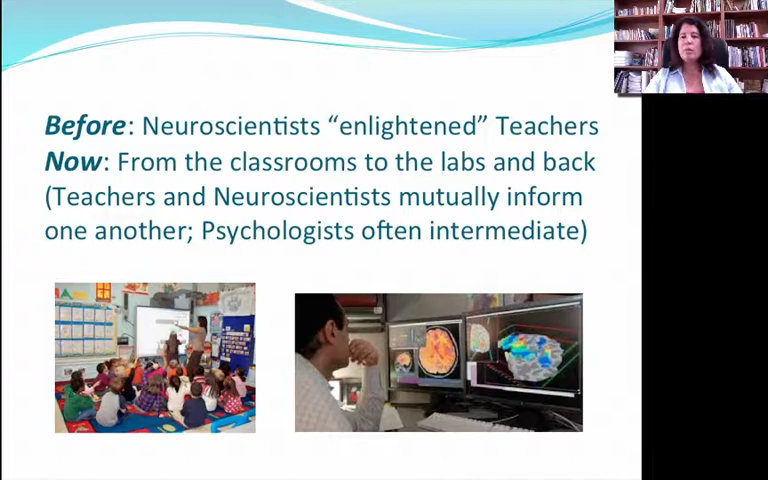 Before: Neuroscientists “enlightened” Teachers
Now: From the classrooms to the labs and back
(Teachers and Neuroscientists mutually inform
one another; Psychologists often intermediate)